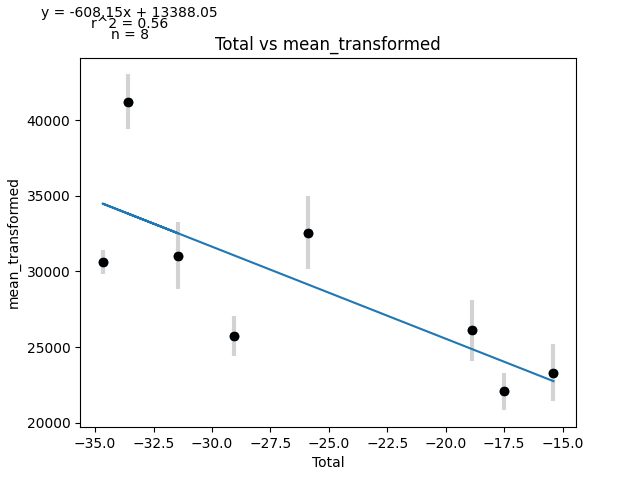 y = -608.15x + 13388.05
r^2 = 0.56
n = 8
Total vs mean_transformed
mean_transformed
40000
35000
30000
25000
20000
−35.0 −32.5 −30.0 −27.5 −25.0 −22.5 −20.0 −17.5 −15.0
Total